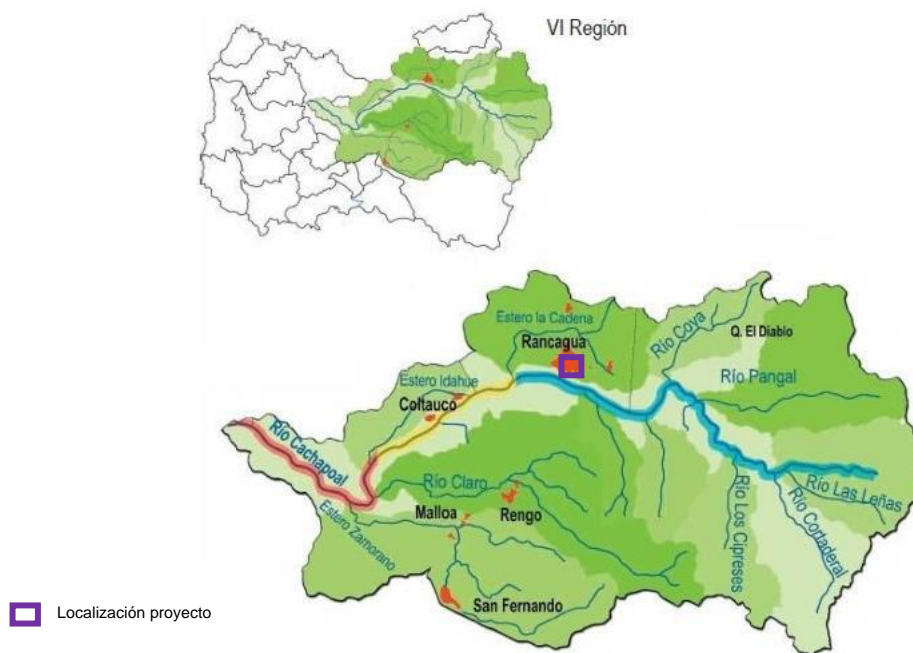 VI Región
Estero la Cadena
Rancagua
Río Coya
Q. El Diablo
Río Pangal
Estero Idahue
Coltauco
Río Cachapoal
Río Claro
Río Las Leñas
Malloa
Rengo
Estero Zamorano
Río Los Cipreses
Río Cortaderal
San Fernando
Localización proyecto